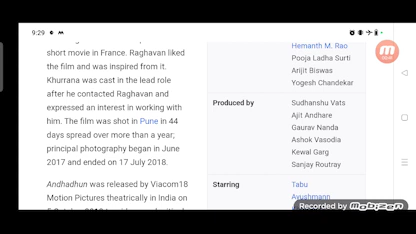 9:29
short movie in France. Raghavan liked
the film and was inspired from it.
Khurrana was cast in the lead role
after he contacted Raghavan and
expressed an interest in working with
him. The film was shot in Pune in 44
days spread over more than a year;
principal photography began in June
2017 and ended on 17 July 2018.
Andhadhun was released by Viacom18
Motion Pictures theatrically in India on
Hemanth M. Rao
Pooja Ladha Surti
Arijit Biswas
Yogesh Chandekar
Produced by
Sudhanshu Vats
Ajit Andhare
Gaurav Nanda
Ashok Vasodia
Kewal Garg
Sanjay Routray
Starring
Tabu
Ayushmann
Recorded by mobizen